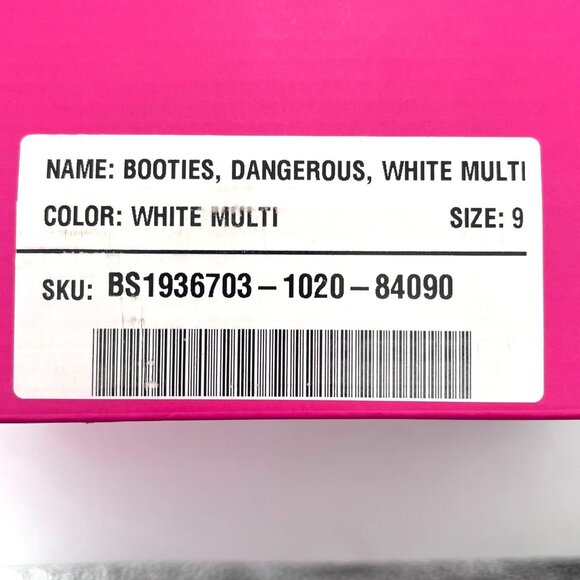 NAME: BOOTIES, DANGEROUS, WHITE MULTI
COLOR: WHITE MULTI SIZE: 9
SKU: BS1936703-1020-84090